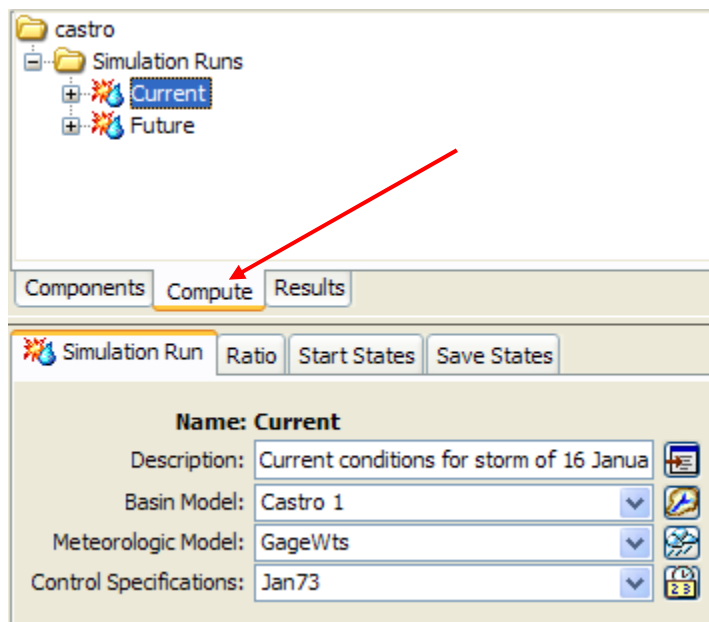 castro
Simulation Runs
Current
Future
Components Compute Results
Simulation Run Ratio Start States Save States
Name: Current
Description: Current conditions for storm of 16 Janua
Basin Model: Castro 1
Meteorologic Model: GageWts
Control Specifications: Jan73